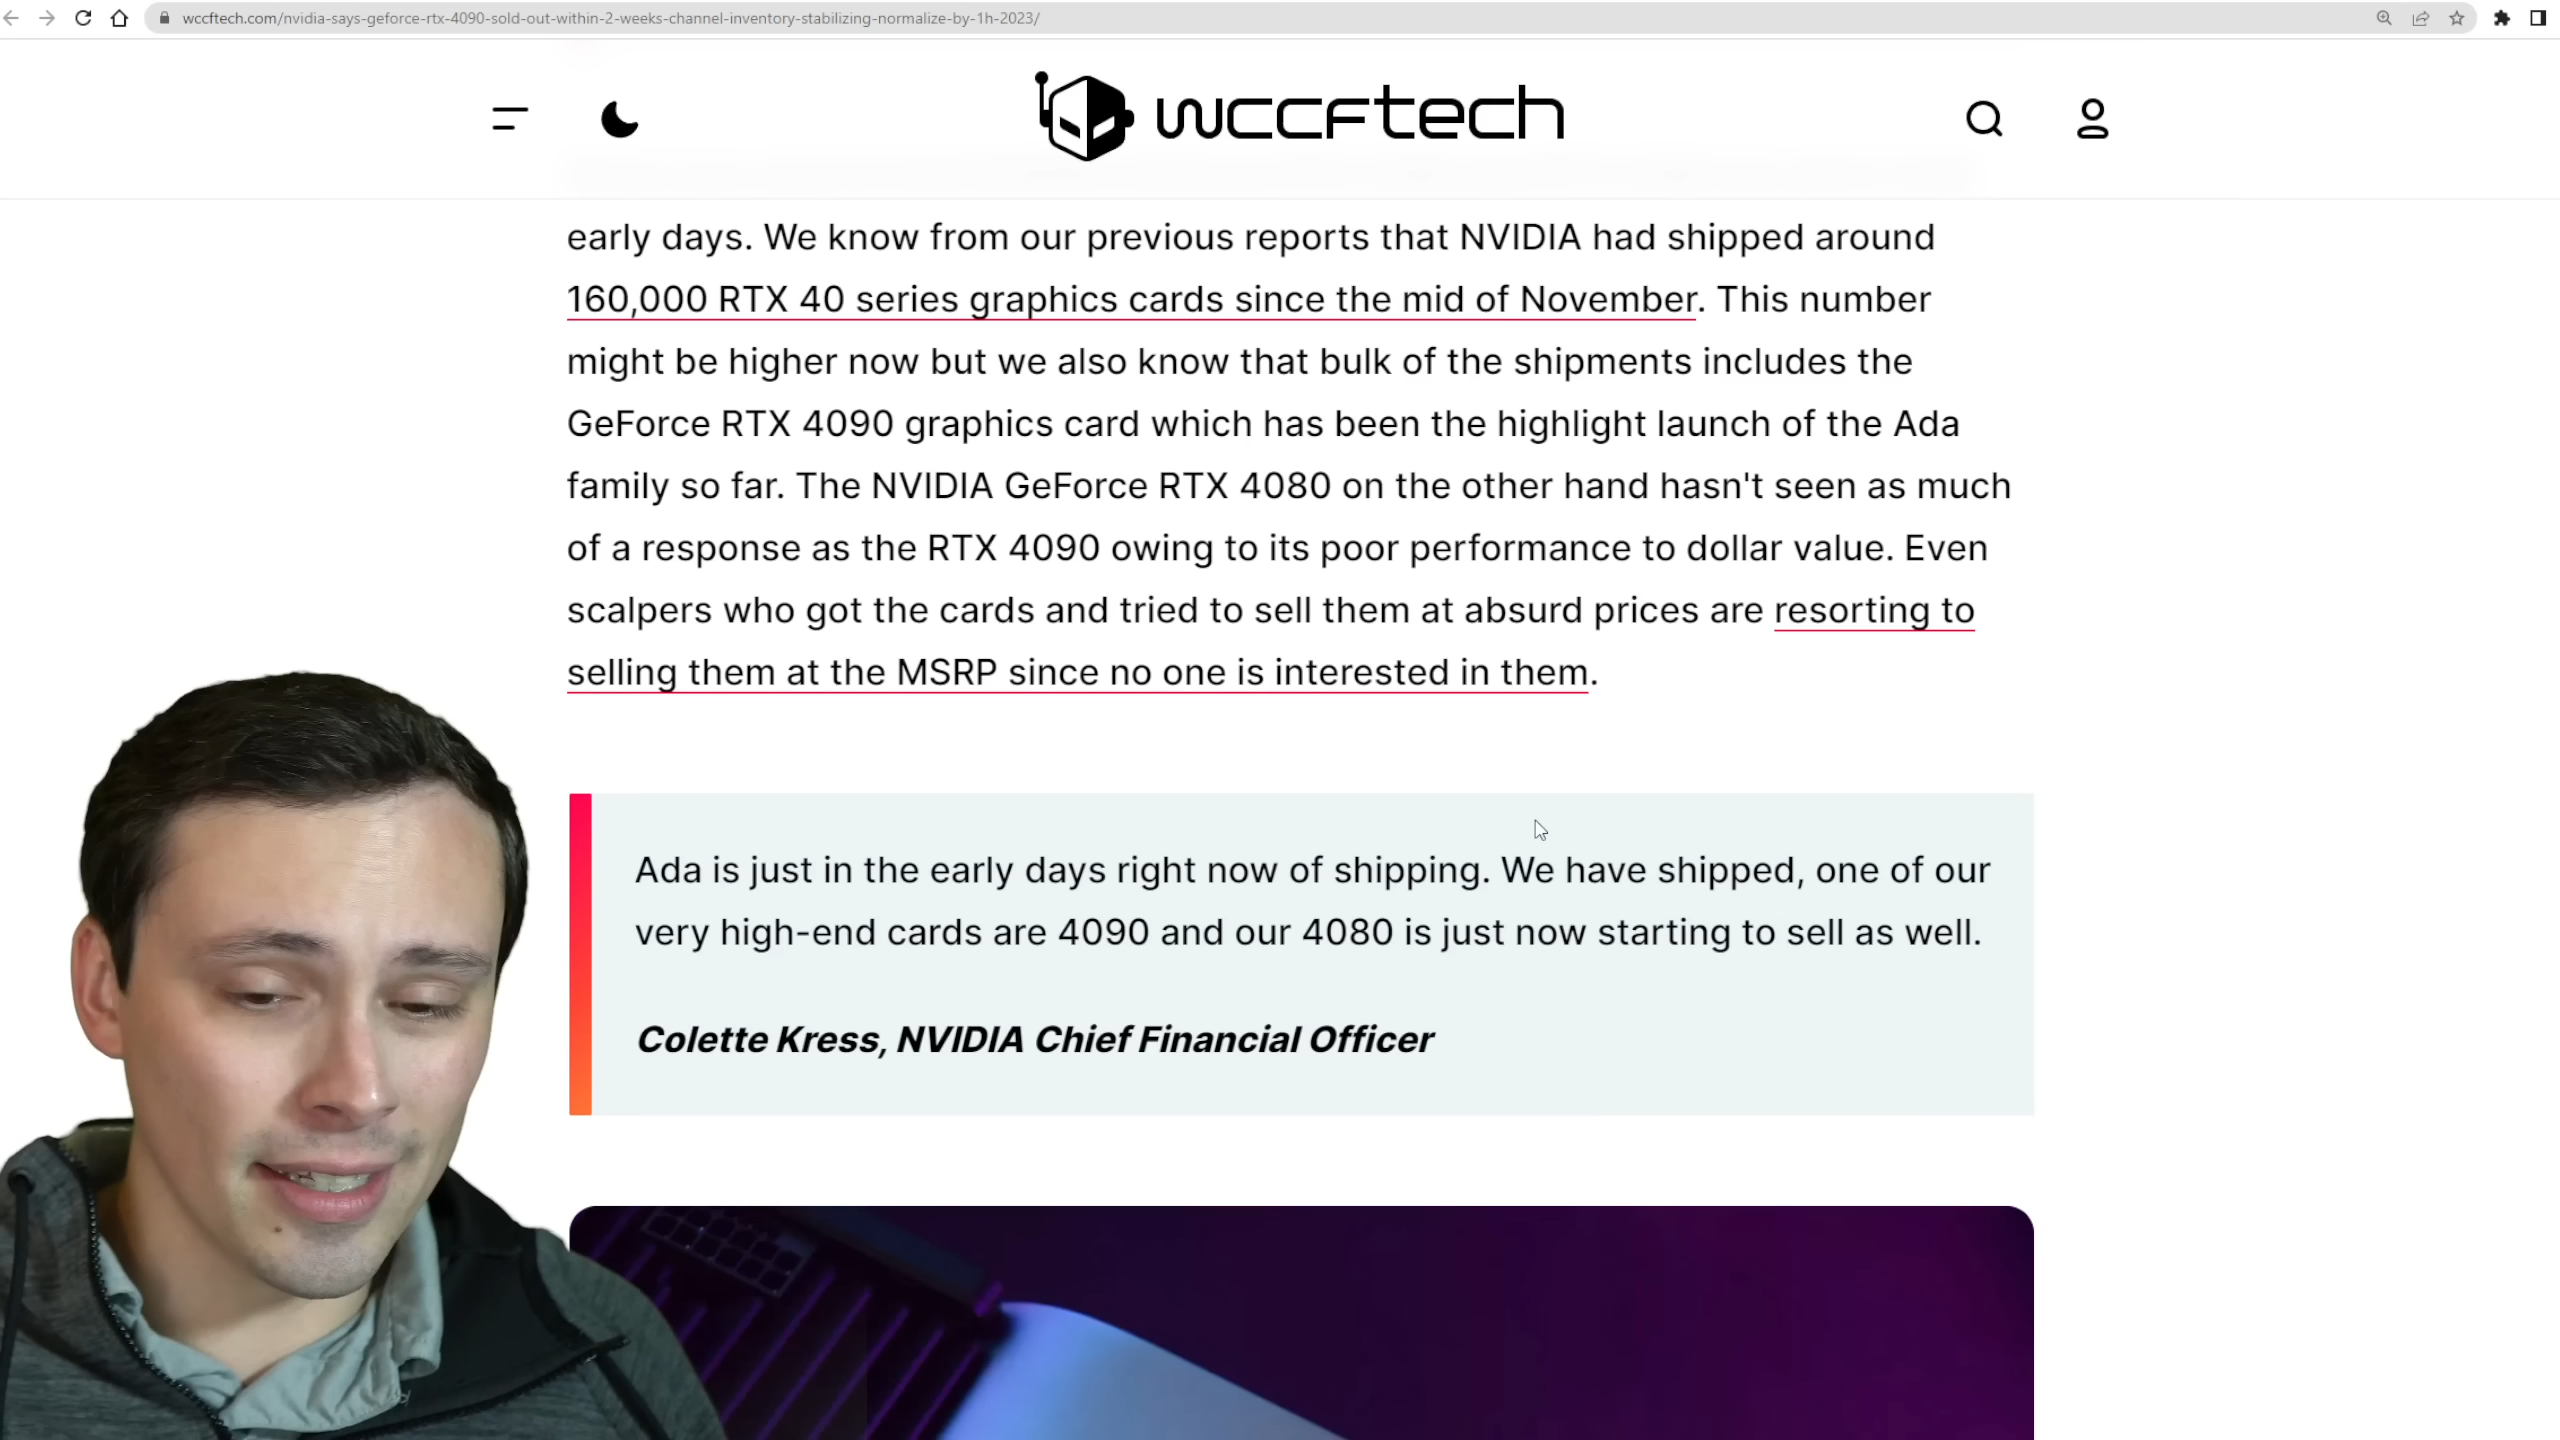 wccftech.com/nvidia-says-geforce-rtx-4090-sold-out-within-2-weeks-channel-inventory-stabilizing-normalize-by-1h-2023/
wccftech
early days. We know from our previous reports that NVIDIA had shipped around
160,000 RTX 40 series graphics cards since the mid of November. This number
might be higher now but we also know that bulk of the shipments includes the
GeForce RTX 4090 graphics card which has been the highlight launch of the Ada
family so far. The NVIDIA GeForce RTX 4080 on the other hand hasn't seen as much
of a response as the RTX 4090 owing to its poor performance to dollar value. Even
scalpers who got the cards and tried to sell them at absurd prices are resorting to
selling them at the MSRP since no one is interested in them.
Ada is just in the early days right now of shipping. We have shipped, one of our
very high-end cards are 4090 and our 4080 is just now starting to sell as well.
Colette Kress, NVIDIA Chief Financial Officer